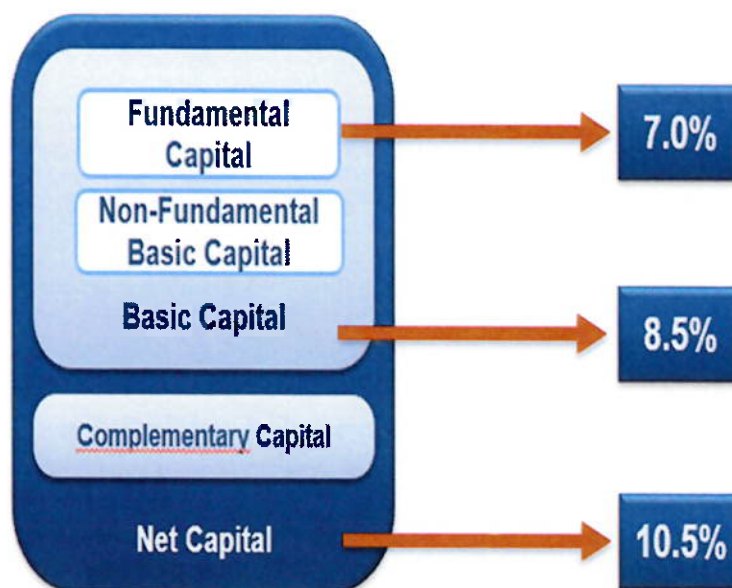 Fundamental
Capital
7.0%
Non-Fundamental
Basic Capital
Basic Capital
8.5%
Complementary Capital
Net Capital
10.5%